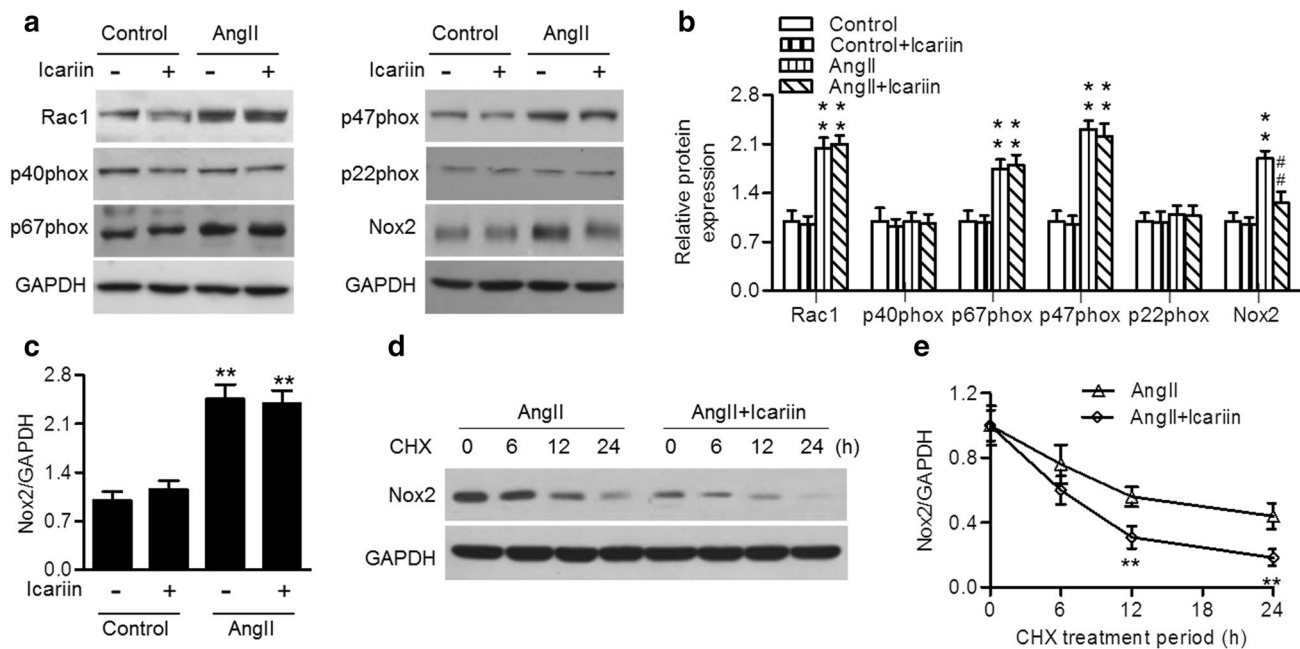 a
Control AngII
Icariin - + - +
Rac1
p40phox
p67phox
GAPDH
Control AngII
Icariin - + - +
p47phox
p22phox
Nox2
GAPDH
b
Control
Control+Icariin
AngII
AngII+Icariin
Relative protein
expression
2.8
2.1
1.4
0.7
0.0
** ** ** ** ** ** ** ##
Rac1 p40phox p67phox p47phox p22phox Nox2
c
Nox2/GAPDH
2.8
2.1
1.4
0.7
0.0
** **
Icariin - + - +
Control AngII
d
AngII AngII+Icariin
CHX 0 6 12 24 0 6 12 24 (h)
Nox2
GAPDH
e
AngII
AngII+Icariin
Nox2/GAPDH
1.2
0.8
0.4
0.0
** **
0 6 12 18 24
CHX treatment period (h)